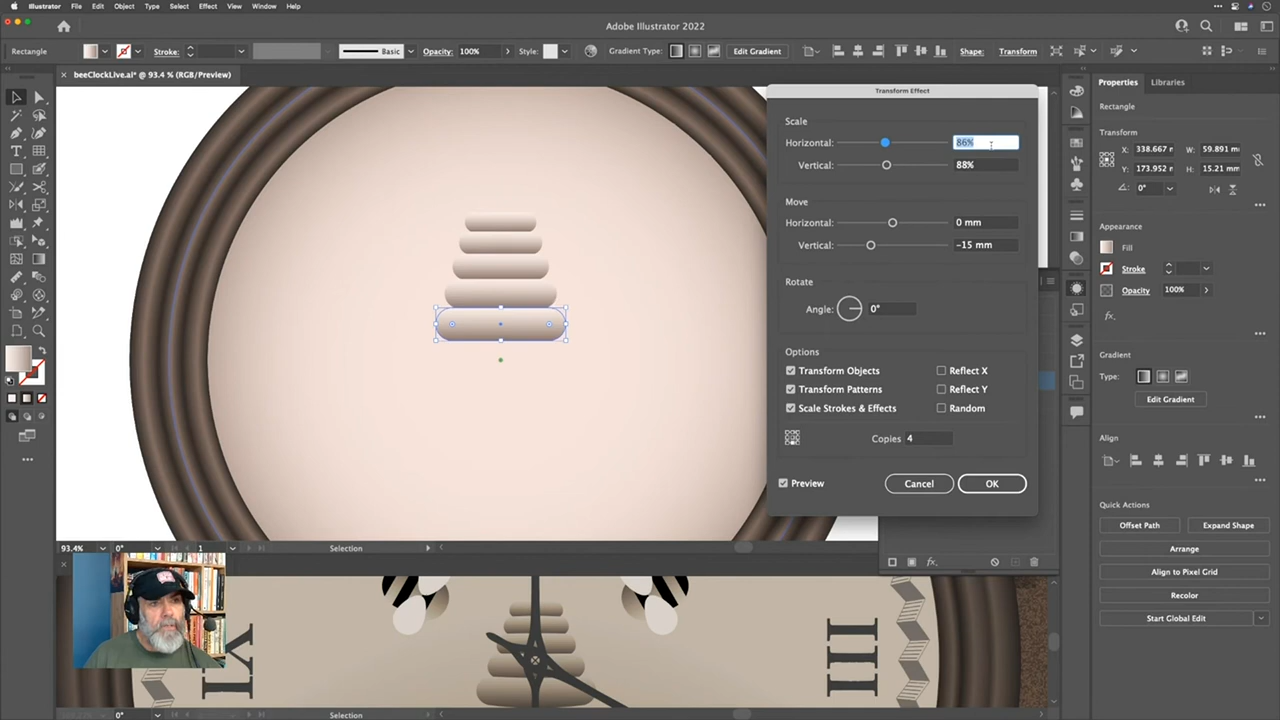 Illustrator File Edit Object Type Select Effect View Window Help
Adobe Illustrator 2022
Rectangle Stroke: Basic Opacity: 100% Style: Gradient Type: Edit Gradient Shape: Transform
beeClockLive.ai* @ 93.4 % (RGB/Preview)
Transform Effect
Scale
Horizontal: 86%
Vertical: 88%
Move
Horizontal: 0 mm
Vertical: -15 mm
Rotate
Angle: 0°
Options
Transform Objects Reflect X
Transform Patterns Reflect Y
Scale Strokes & Effects Random
Copies 4
Preview Cancel OK
Properties Libraries
Rectangle
Transform
X: 338.667 W: 59.891
Y: 173.952 H: 15.21 m
0°
Appearance
Fill
Stroke
Opacity 100%
fx.
Gradient
Type:
Edit Gradient
Align
Quick Actions
Offset Path Expand Shape
Arrange
Align to Pixel Grid
Recolor
Start Global Edit
93.4% 0° 1 Selection
fx.
III
0° Selection